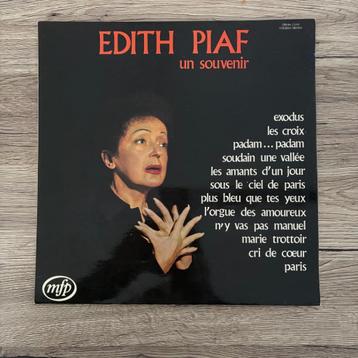 EDITH PIAF
un souvenir
exodus
les croix
padam...padam
soudain une vallée
les amants d'un jour
sous le ciel de paris
plus bleu que tes yeux
l'orgue des amoureux
n'y vas pas manuel
marie trottoir
cri de cœur
paris
mfp